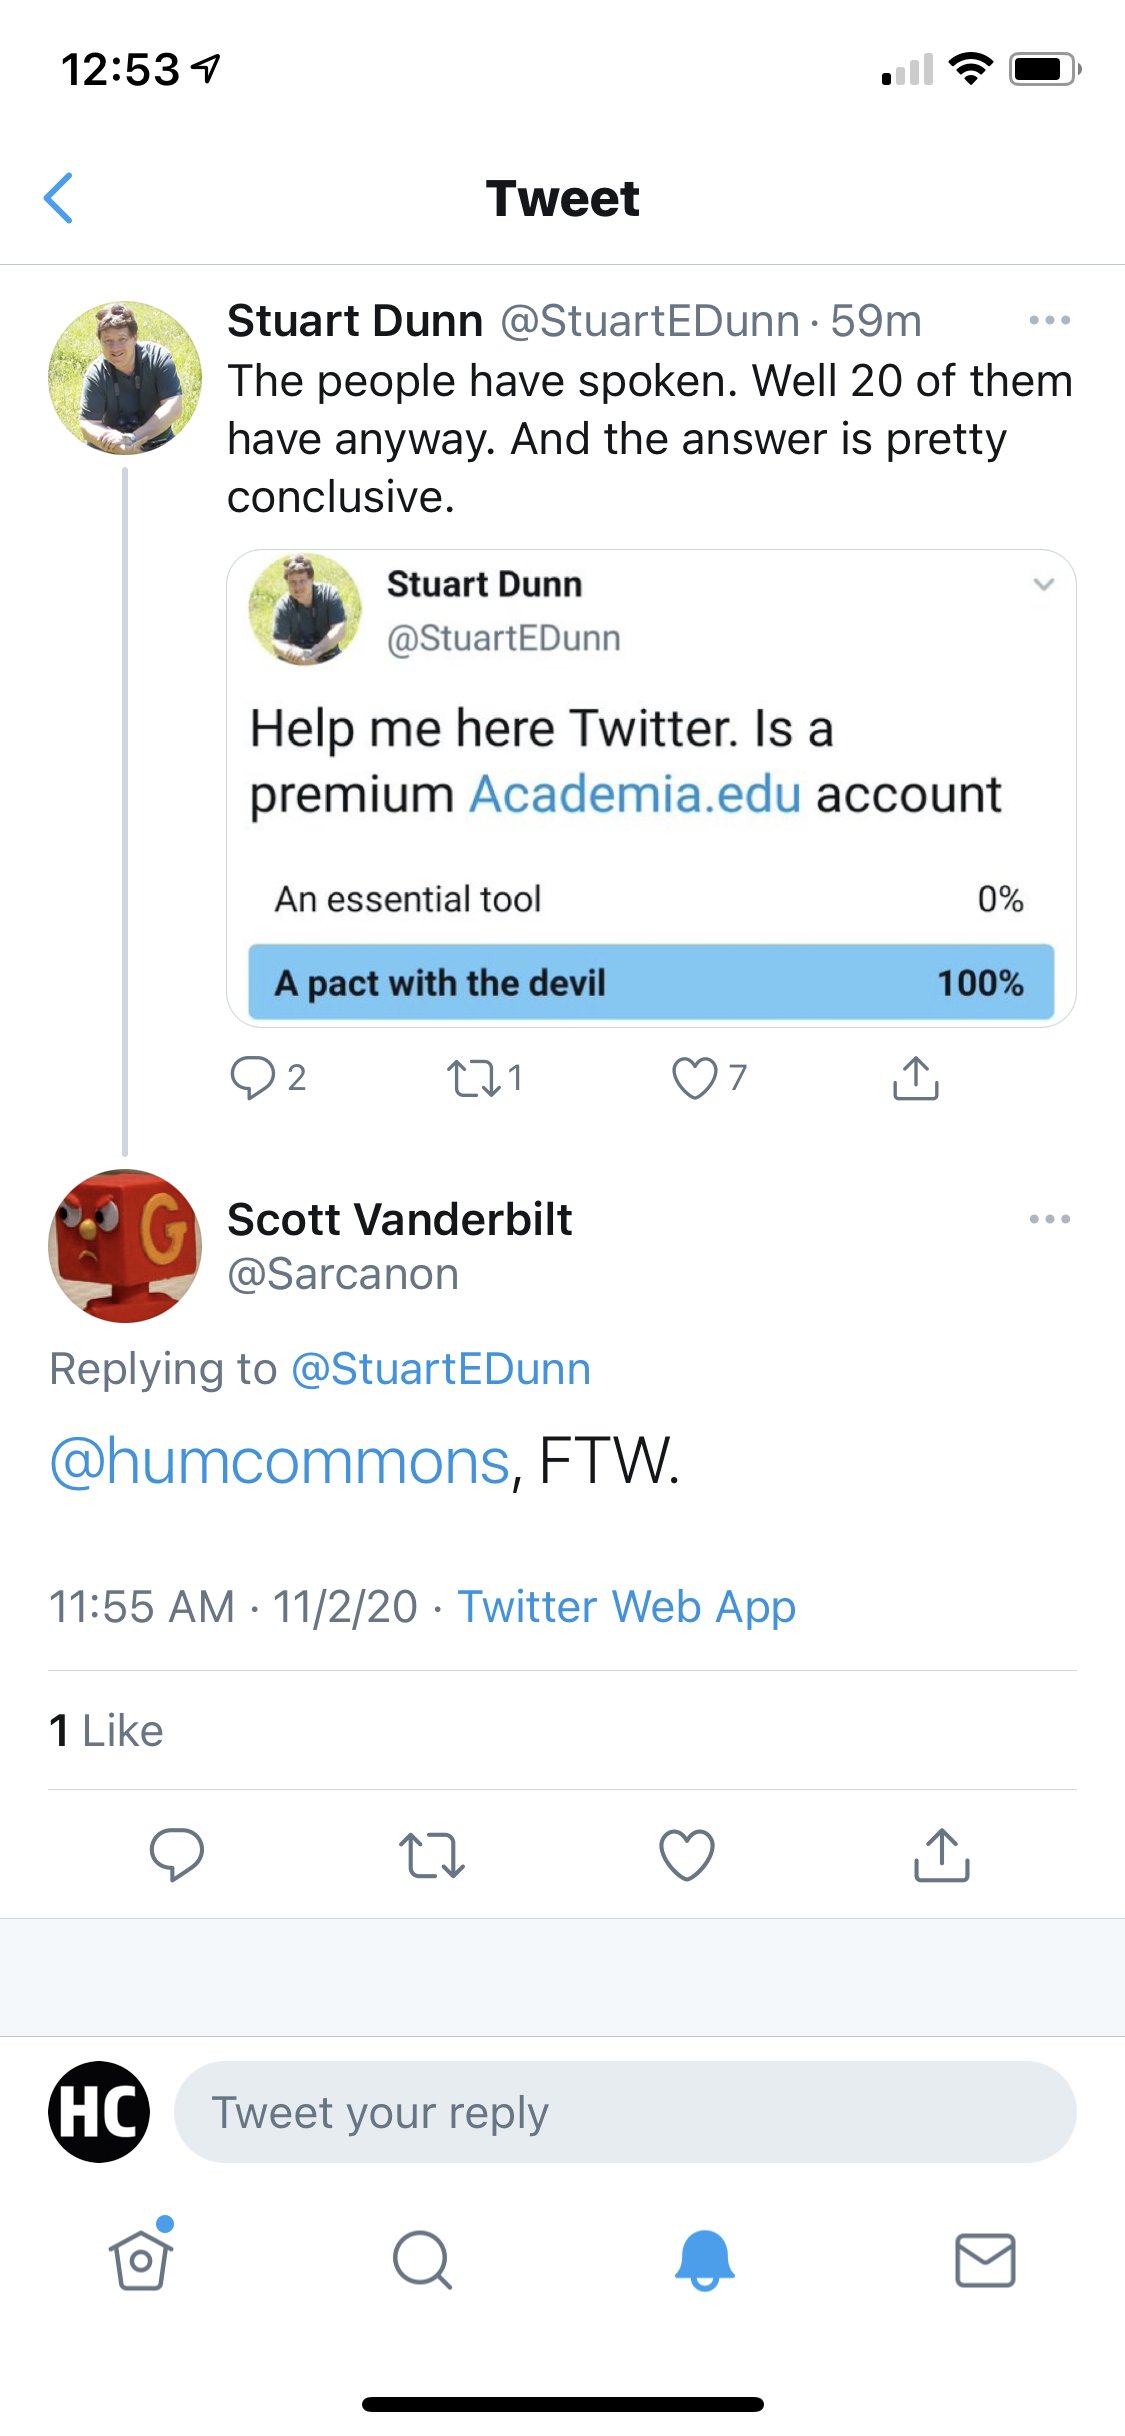 12:53
Tweet
Stuart Dunn @StuartEDunn · 59m
The people have spoken. Well 20 of them
have anyway. And the answer is pretty
conclusive.
Stuart Dunn
@StuartEDunn
Help me here Twitter. Is a
premium Academia.edu account
An essential tool 0%
A pact with the devil 100%
2 1 7
G
Scott Vanderbilt
@Sarcanon
Replying to @StuartEDunn
@humcommons, FTW.
11:55 AM · 11/2/20 · Twitter Web App
1 Like
HC
Tweet your reply